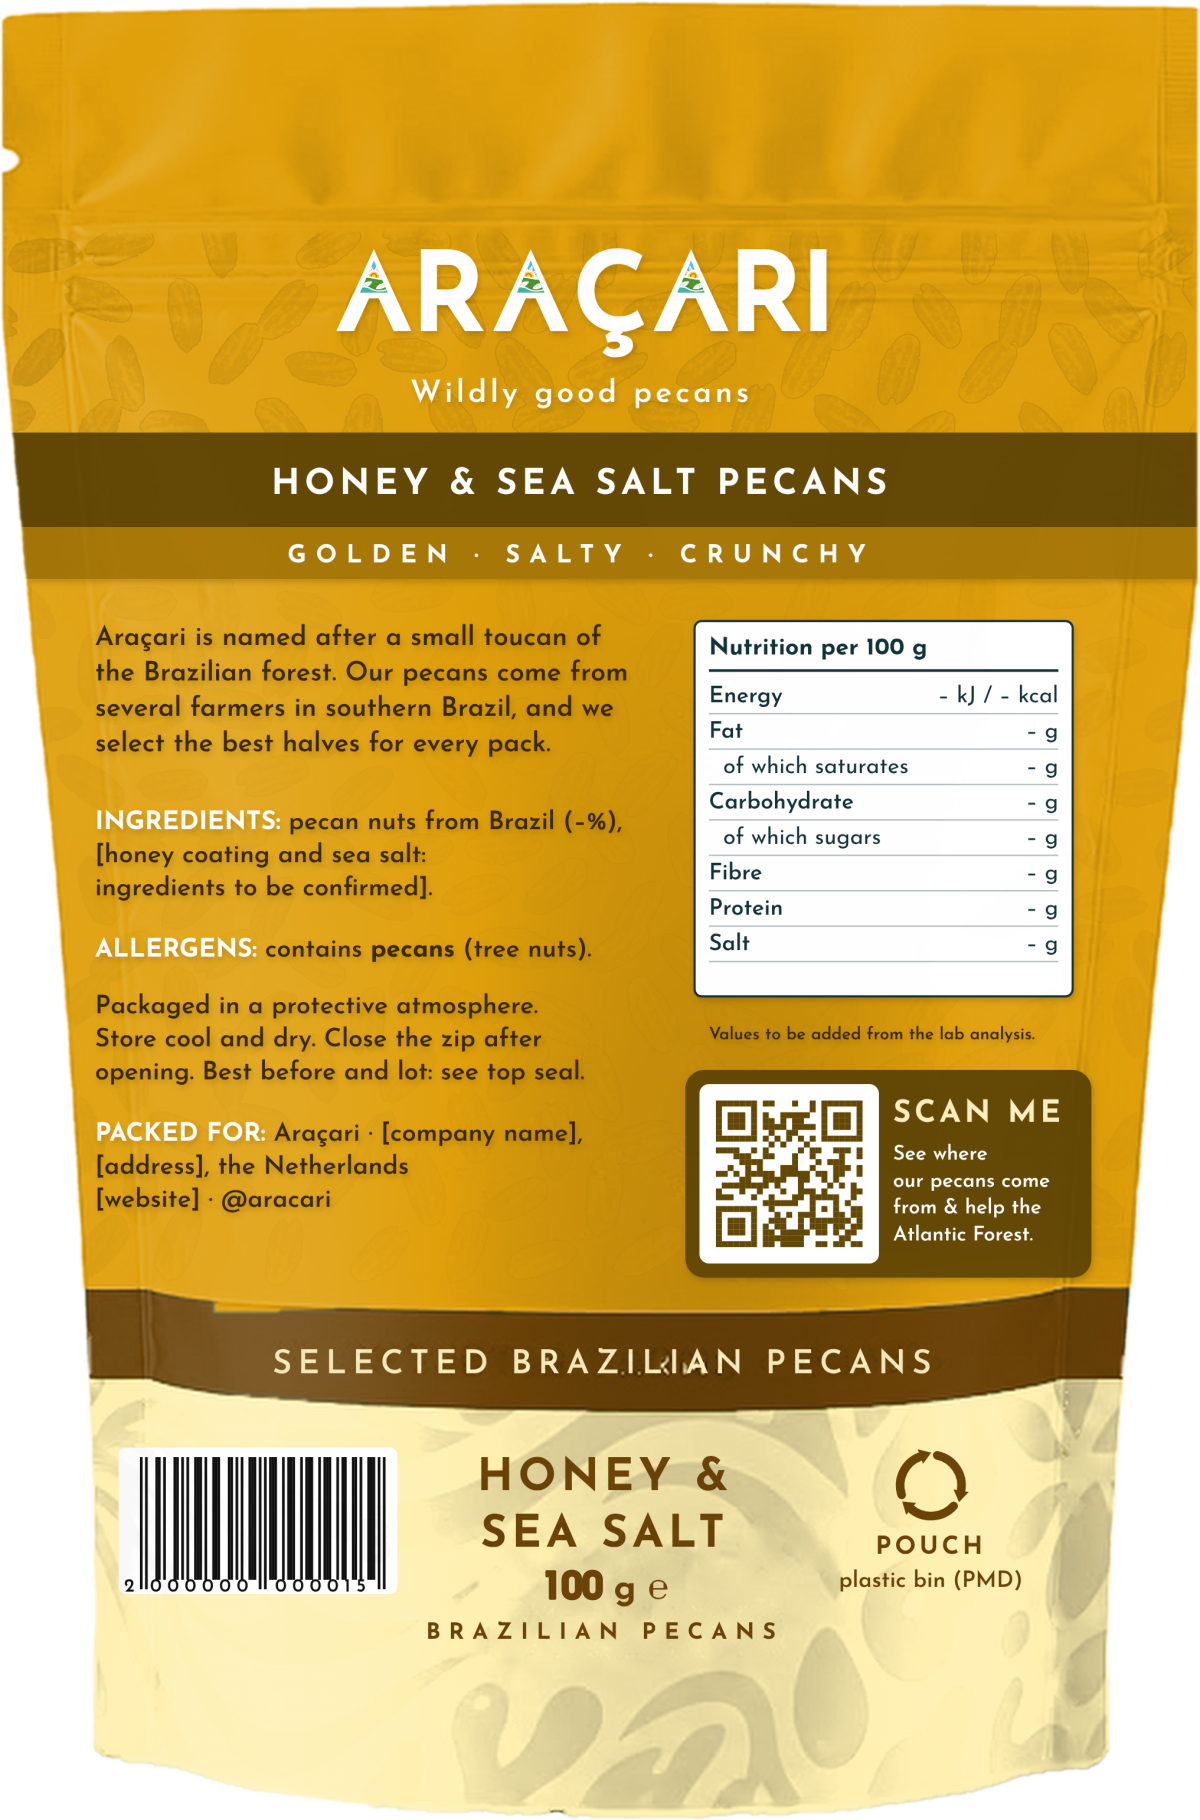 ARAÇARI
Wildly good pecans
HONEY & SEA SALT PECANS
GOLDEN · SALTY · CRUNCHY
Araçari is named after a small toucan of
the Brazilian forest. Our pecans come from
several farmers in southern Brazil, and we
select the best halves for every pack.
INGREDIENTS: pecan nuts from Brazil (–%),
[honey coating and sea salt:
ingredients to be confirmed].
ALLERGENS: contains pecans (tree nuts).
Packaged in a protective atmosphere.
Store cool and dry. Close the zip after
opening. Best before and lot: see top seal.
PACKED FOR: Araçari · [company name],
[address], the Netherlands
[website] · @aracari
Nutrition per 100 g
Energy – kJ / – kcal
Fat – g
of which saturates – g
Carbohydrate – g
of which sugars – g
Fibre – g
Protein – g
Salt – g
Values to be added from the lab analysis.
SCAN ME
See where
our pecans come
from & help the
Atlantic Forest.
SELECTED BRAZILIAN PECANS
2 000000 000015
HONEY &
SEA SALT
100 g ℮
BRAZILIAN PECANS
POUCH
plastic bin (PMD)